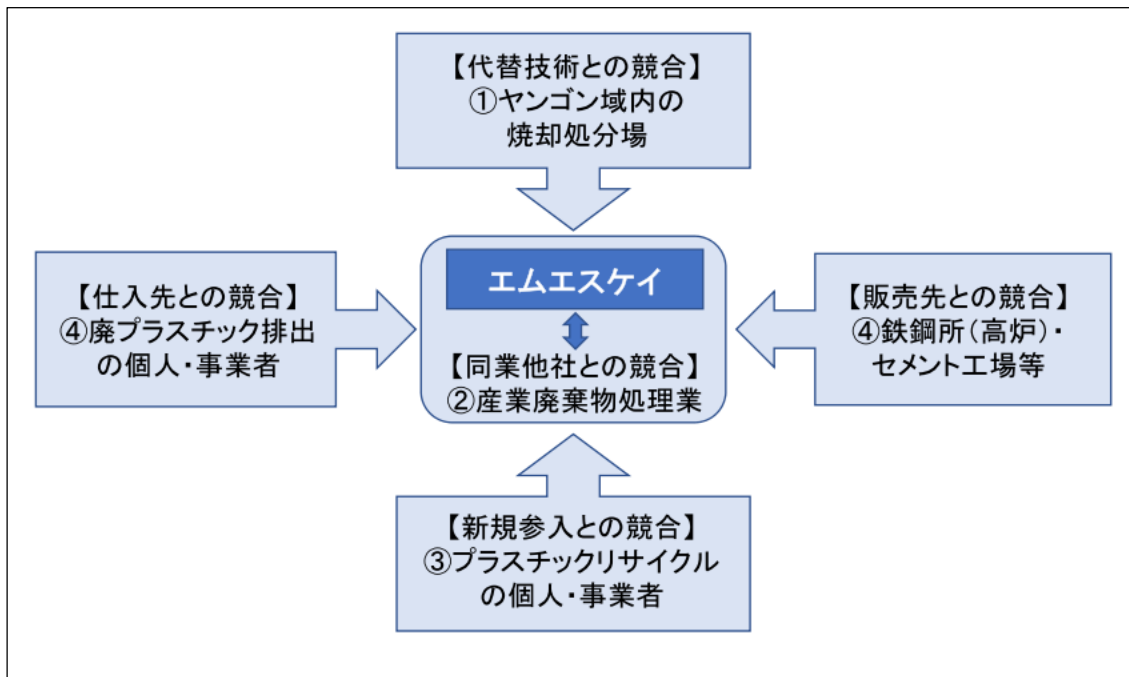 【代替技術との競合】
①ヤンゴン域内の
焼却処分場
エムエスケイ
【同業他社との競合】
②産業廃棄物処理業
【仕入先との競合】
④廃プラスチック排出
の個人・事業者
【販売先との競合】
④鉄鋼所(高炉)・
セメント工場等
【新規参入との競合】
③プラスチックリサイクル
の個人・事業者